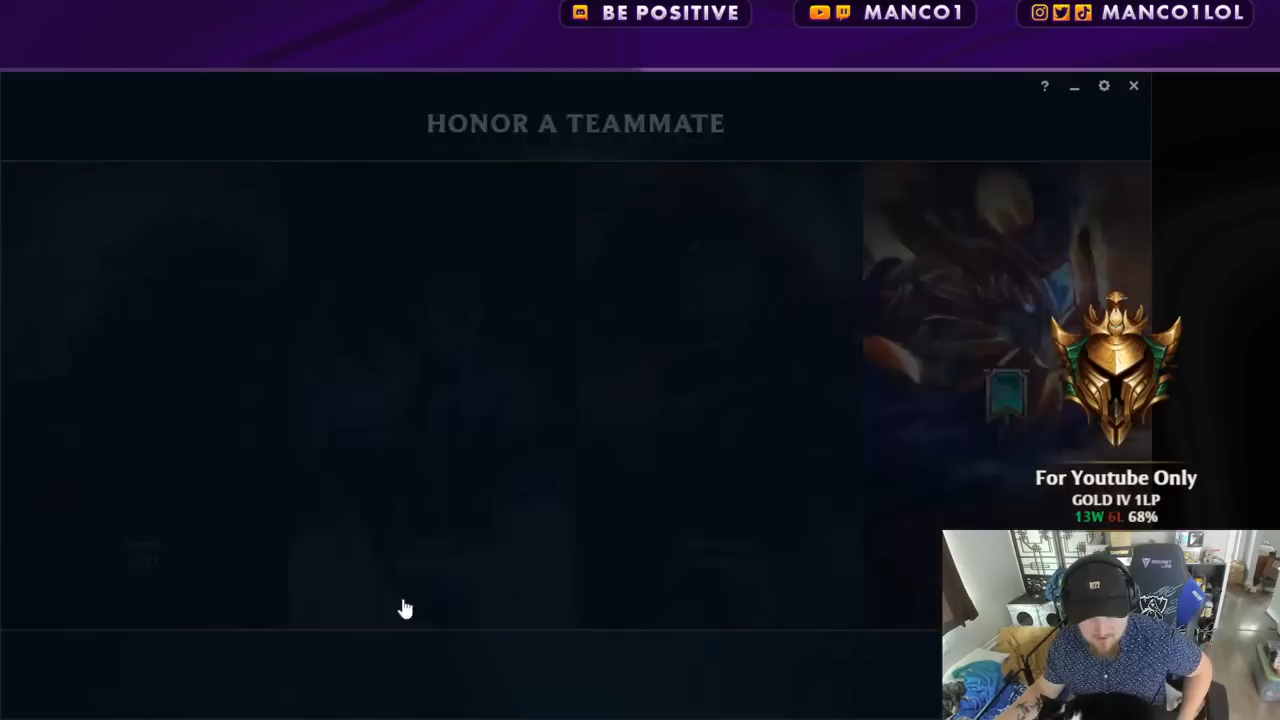 BE POSITIVE
MANCO1
MANCO1LOL
?
HONOR A TEAMMATE
For Youtube Only
GOLD IV 1LP
13W 6L 68%